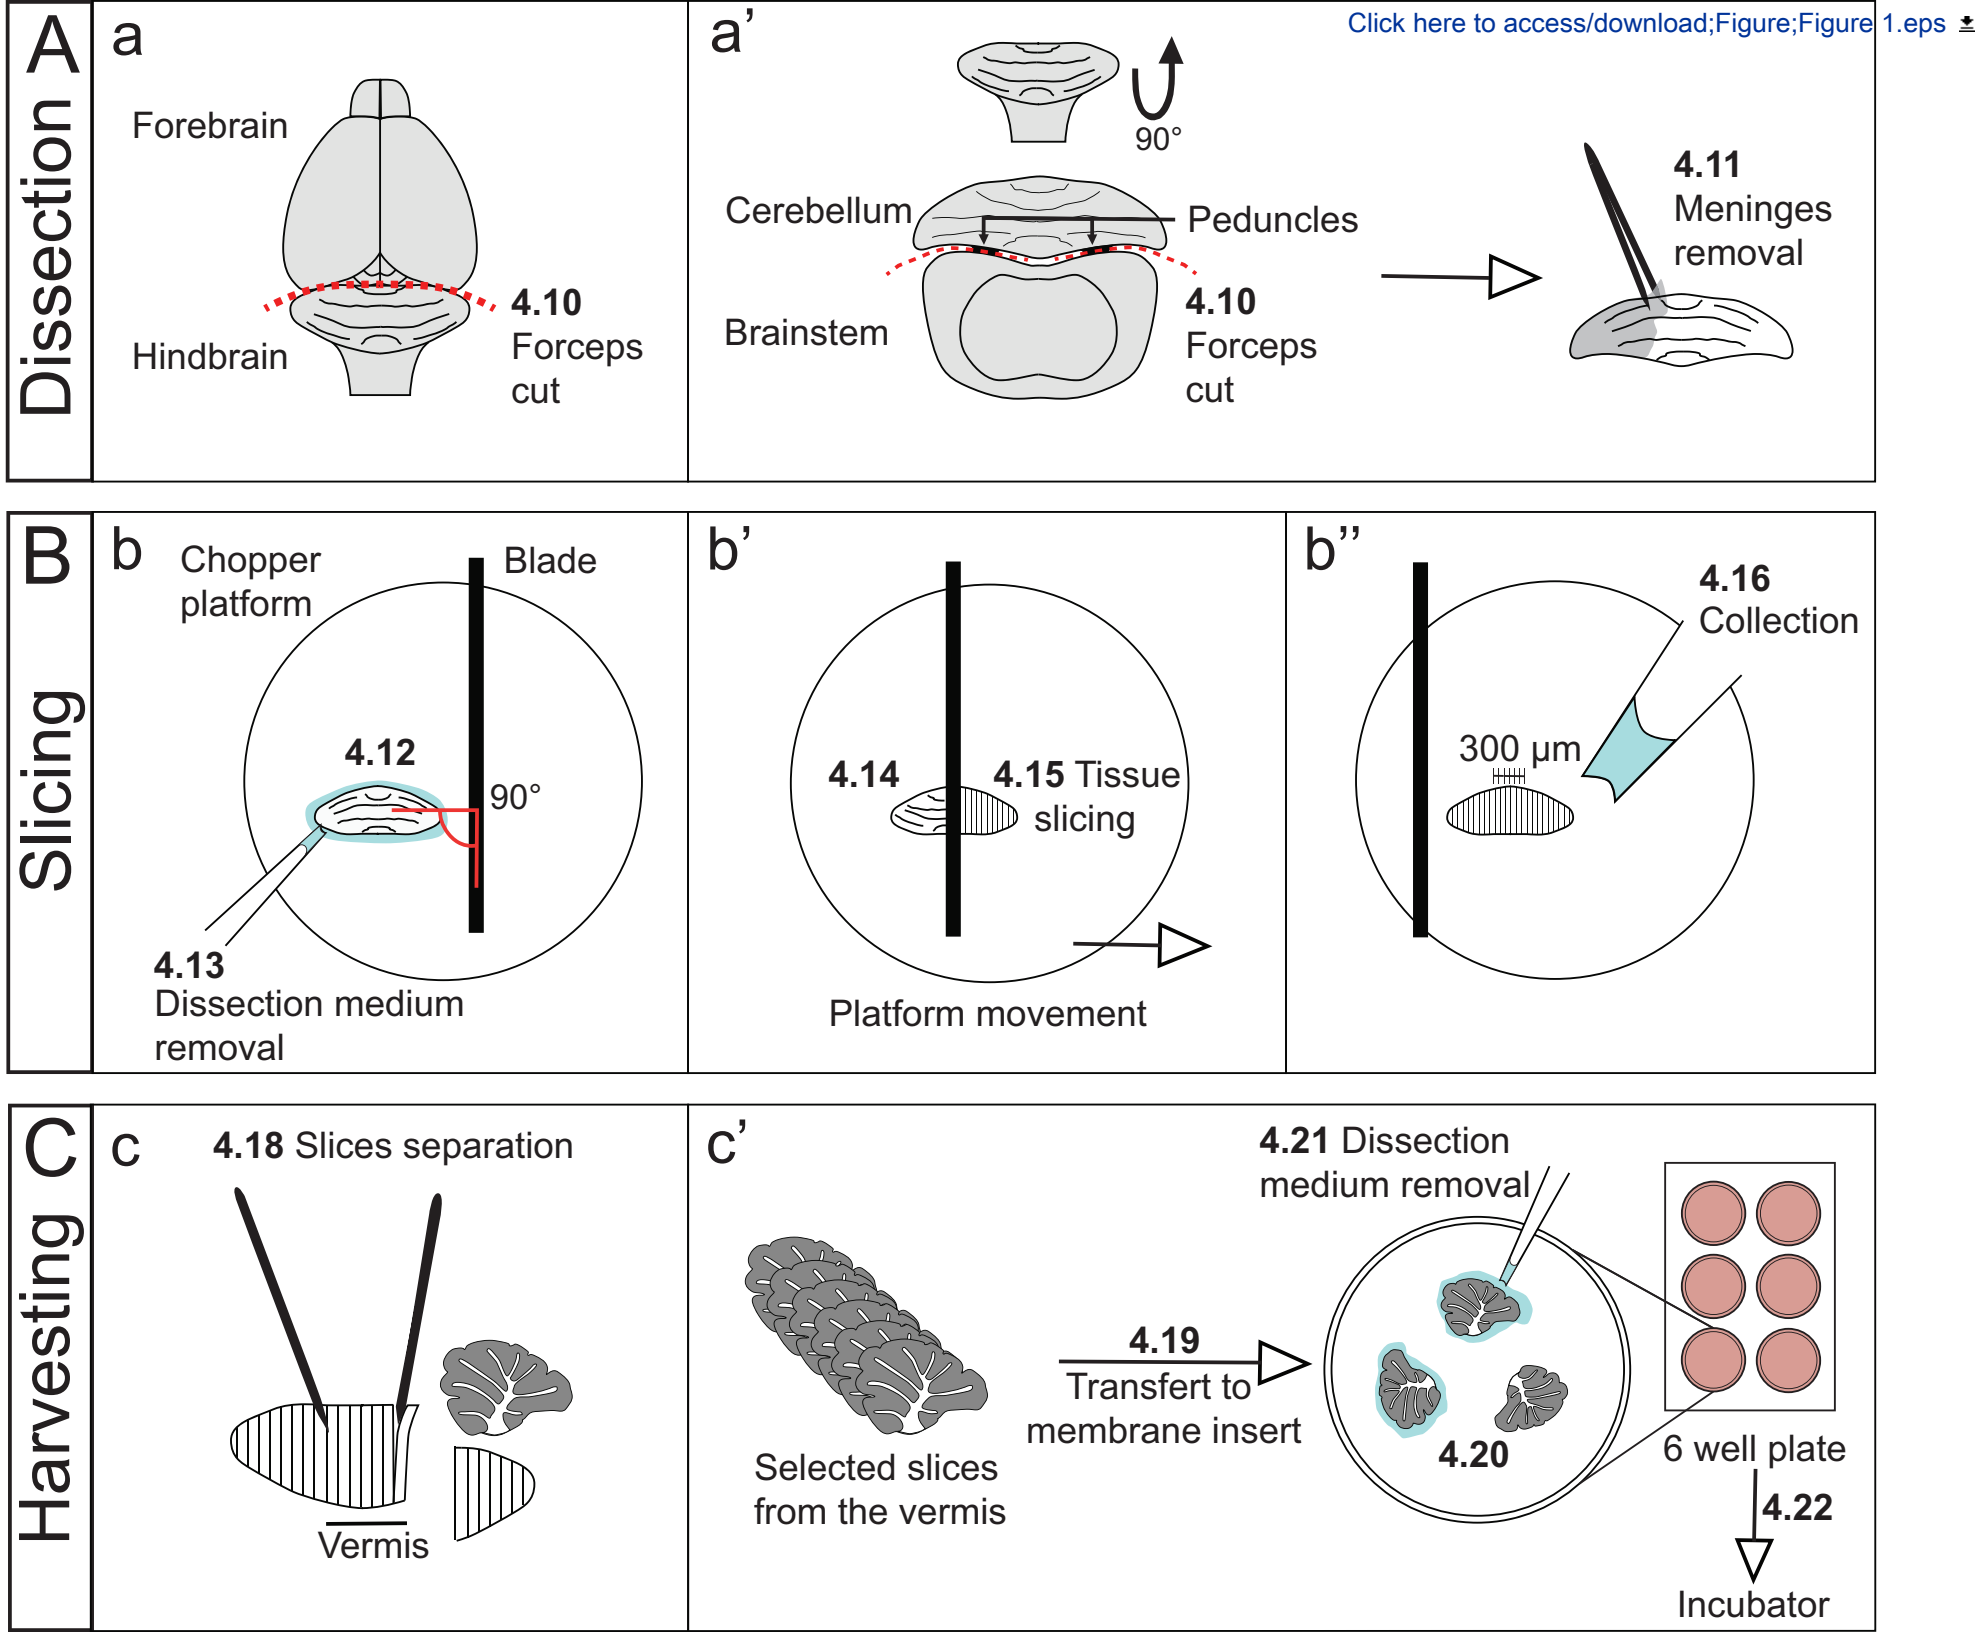 Click here to access/download;Figure;Figure 1.eps
A
Dissection
a
Forebrain
Hindbrain
4.10
Forceps
cut
a’
90°
Cerebellum
Peduncles
Brainstem
4.10
Forceps
cut
4.11
Meninges
removal
B
Slicing
b
Chopper
platform
Blade
4.12
90°
4.13
Dissection medium
removal
b’
4.14
4.15 Tissue
slicing
Platform movement
b’’
4.16
Collection
300 µm
C
Harvesting
c
4.18 Slices separation
Vermis
c’
Selected slices
from the vermis
4.19
Transfert to
membrane insert
4.21 Dissection
medium removal
4.20
6 well plate
4.22
Incubator